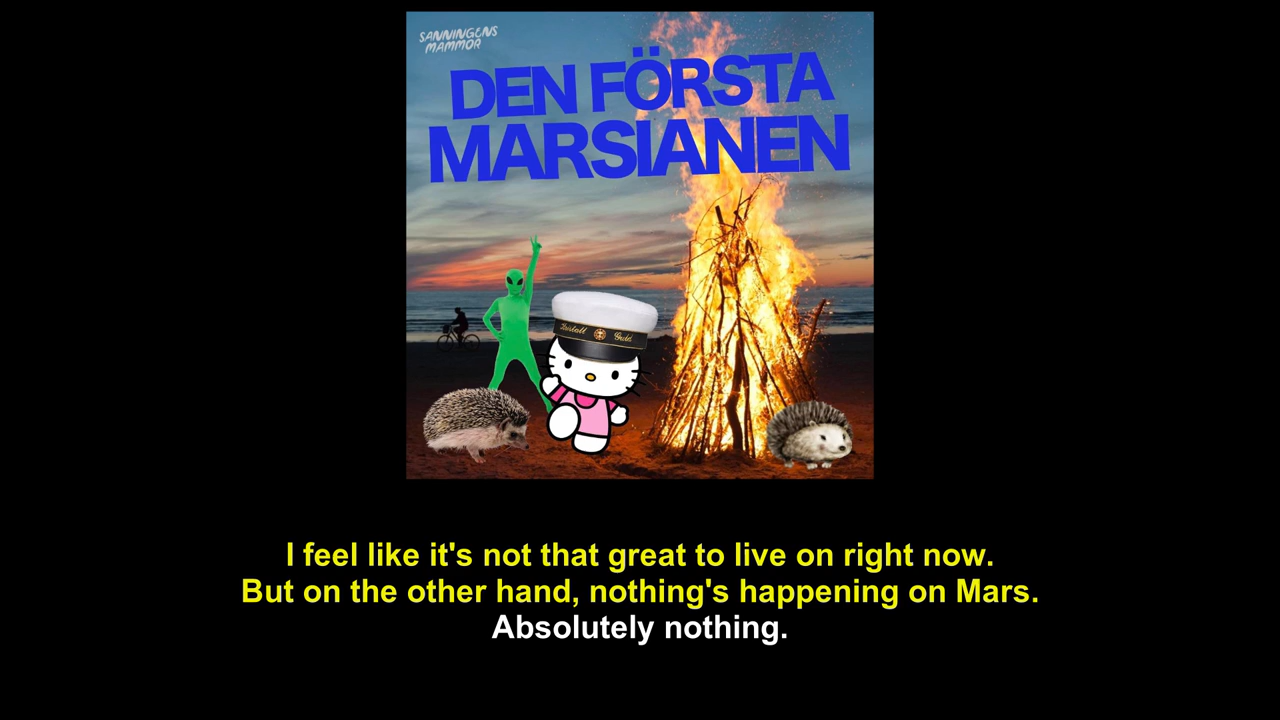 SANNINGENS
MAMMOR
DEN FÖRSTA
MARSIANEN
I feel like it's not that great to live on right now.
But on the other hand, nothing's happening on Mars.
Absolutely nothing.